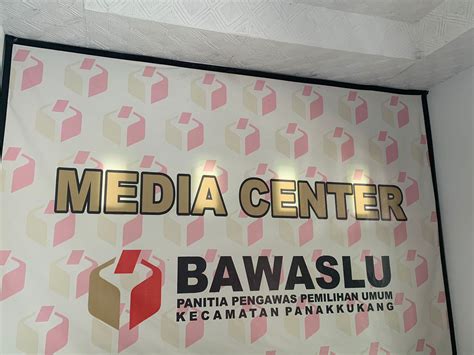 MEDIA CENTER
BAWASLU
PANITIA PENGAWAS PEMILIHAN UMUM
KECAMATAN PANAKKUKANG